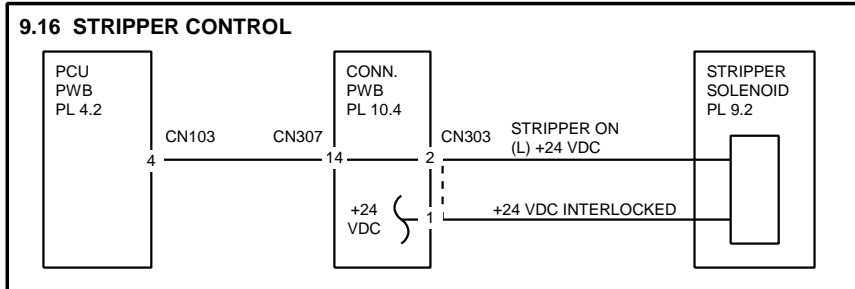 9.16 STRIPPER CONTROL
PCU
PWB
PL 4.2
CONN.
PWB
PL 10.4
STRIPPER
SOLENOID
PL 9.2
CN103
CN307
CN303
STRIPPER ON
(L) +24 VDC
4
14
2
+24
VDC
1
+24 VDC INTERLOCKED